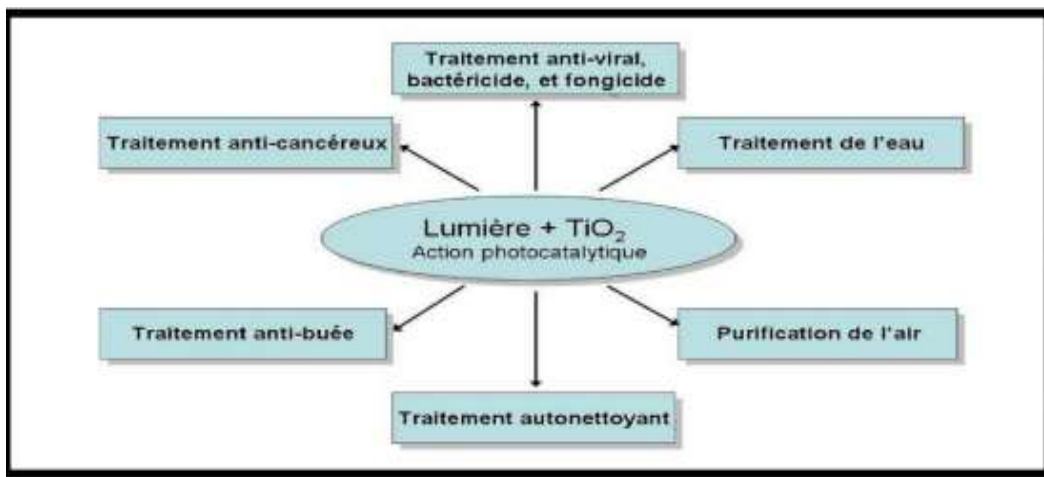 Traitement anti-viral,
bactéricide, et fongicide
Traitement anti-cancéreux
Traitement de l'eau
Lumière + TiO₂
Action photocatalytique
Traitement anti-buée
Purification de l'air
Traitement autonettoyant